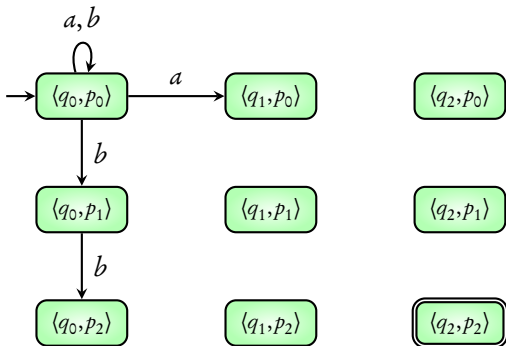 a, b
⟨q₀,p₀⟩ a ⟨q₁,p₀⟩ ⟨q₂,p₀⟩
b
⟨q₀,p₁⟩ ⟨q₁,p₁⟩ ⟨q₂,p₁⟩
b
⟨q₀,p₂⟩ ⟨q₁,p₂⟩ ⟨q₂,p₂⟩